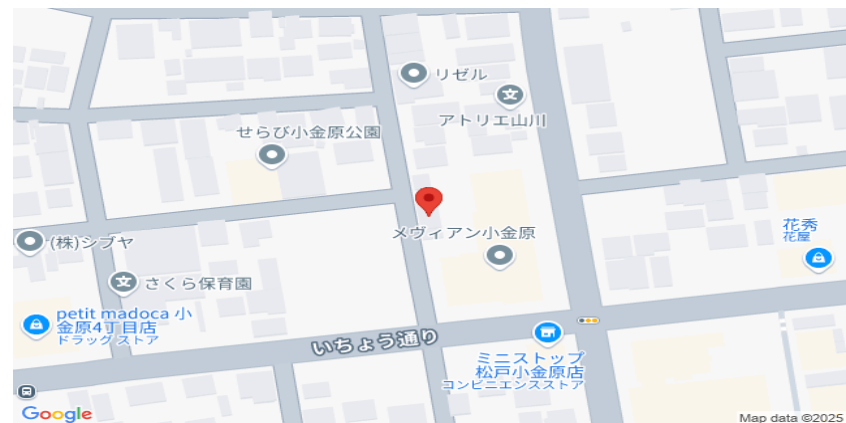 リゼル
アトリエ山川
せらび小金原公園
(株)シブヤ
メヴィアン小金原
花秀
花屋
さくら保育園
petit madoca 小
金原4丁目店
ドラッグストア
いちょう通り
ミニストップ
松戸小金原店
コンビニエンスストア
Google
Map data ©2025